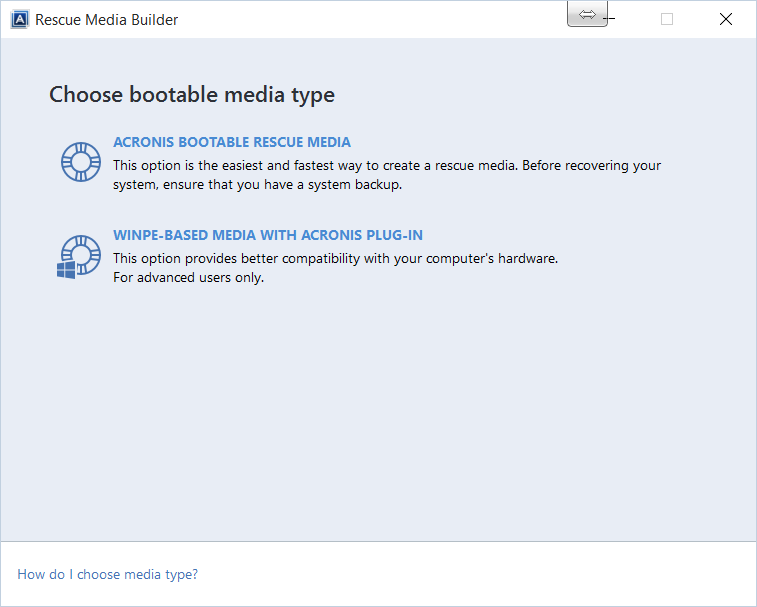 Rescue Media Builder
Choose bootable media type
ACRONIS BOOTABLE RESCUE MEDIA
This option is the easiest and fastest way to create a rescue media. Before recovering your
system, ensure that you have a system backup.
WINPE-BASED MEDIA WITH ACRONIS PLUG-IN
This option provides better compatibility with your computer's hardware.
For advanced users only.
How do I choose media type?